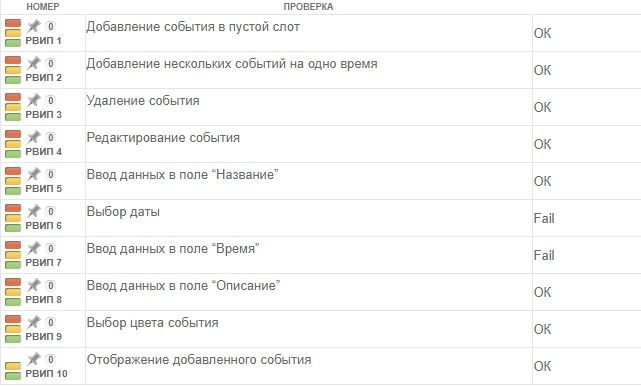 НОМЕР ПРОВЕРКА
0 Добавление события в пустой слот
РВИП 1 OK
0 Добавление нескольких событий на одно время
РВИП 2 OK
0 Удаление события
РВИП 3 OK
0 Редактирование события
РВИП 4 OK
0 Ввод данных в поле “Название”
РВИП 5 OK
0 Выбор даты
РВИП 6 Fail
0 Ввод данных в поле “Время”
РВИП 7 Fail
0 Ввод данных в поле “Описание”
РВИП 8 OK
0 Выбор цвета события
РВИП 9 OK
0 Отображение добавленного события
РВИП 10 OK